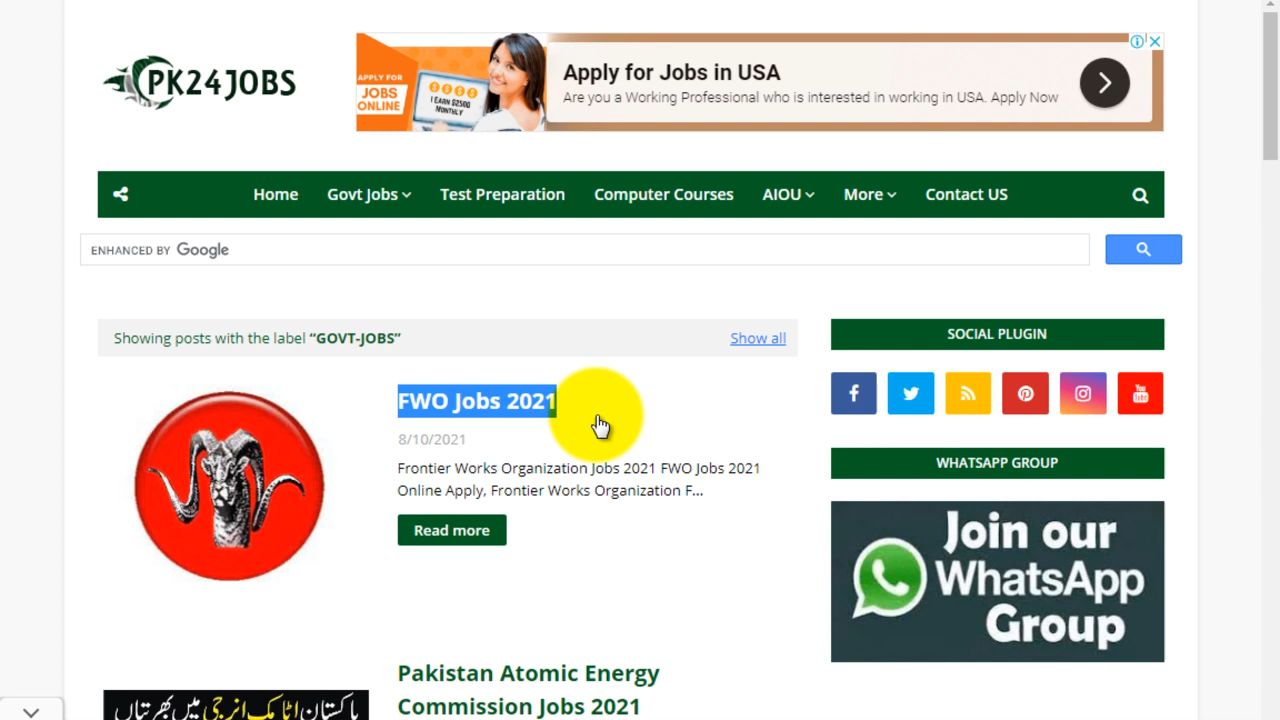 PK24JOBS
APPLY FOR
JOBS
ONLINE
I EARN $2500
MONTHLY
Apply for Jobs in USA
Are you a Working Professional who is interested in working in USA. Apply Now
Home Govt Jobs Test Preparation Computer Courses AIOU More Contact US
ENHANCED BY Google
Showing posts with the label “GOVT-JOBS” Show all
FWO Jobs 2021
8/10/2021
Frontier Works Organization Jobs 2021 FWO Jobs 2021
Online Apply, Frontier Works Organization F...
Read more
SOCIAL PLUGIN
You
Tube
WHATSAPP GROUP
Join our
WhatsApp
Group
Pakistan Atomic Energy
Commission Jobs 2021
پاکستان اٹامک انرجی میں بھرتیاں